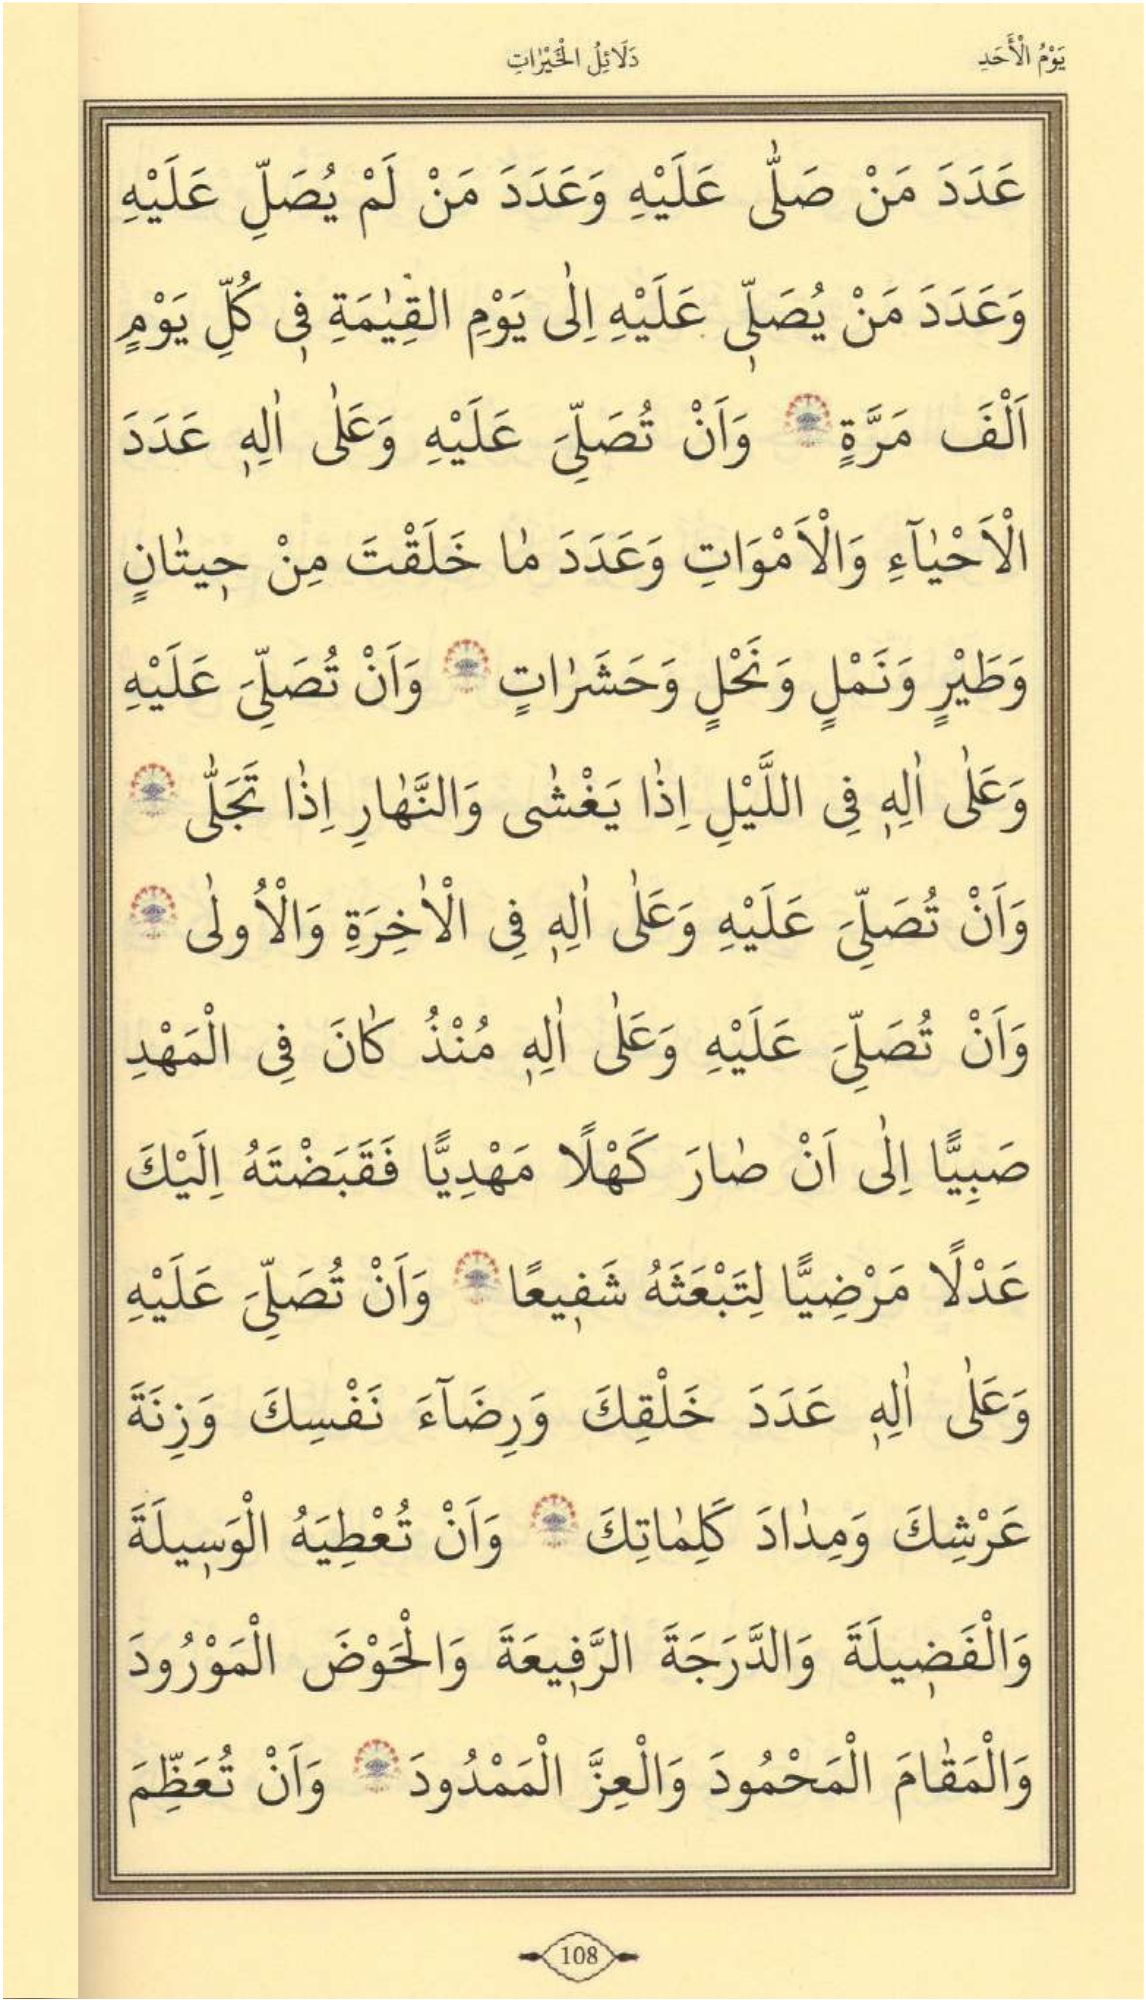 يَوْمُ الْأَحَدِ
دَلَائِلُ الْخَيْرَاتِ
عَدَدَ مَنْ صَلّٰى عَلَيْهِ وَعَدَدَ مَنْ لَمْ يُصَلِّ عَلَيْهِ
وَعَدَدَ مَنْ يُصَلّٖى عَلَيْهِ اِلٰى يَوْمِ الْقِيٰمَةِ فٖى كُلِّ يَوْمٍ
اَلْفَ مَرَّةٍ وَاَنْ تُصَلِّىَ عَلَيْهِ وَعَلٰى اٰلِهٖ عَدَدَ
الْاَحْيَٓاءِ وَالْاَمْوَاتِ وَعَدَدَ مٰا خَلَقْتَ مِنْ حٖيتٰانٍ
وَطَيْرٍ وَنَمْلٍ وَنَحْلٍ وَحَشَرٰاتٍ وَاَنْ تُصَلِّىَ عَلَيْهِ
وَعَلٰى اٰلِهٖ فِى اللَّيْلِ اِذٰا يَغْشٰى وَالنَّهٰارِ اِذٰا تَجَلّٰى
وَاَنْ تُصَلِّىَ عَلَيْهِ وَعَلٰى اٰلِهٖ فِى الْاٰخِرَةِ وَالْاُولٰى
وَاَنْ تُصَلِّىَ عَلَيْهِ وَعَلٰى اٰلِهٖ مُنْذُ كٰانَ فِى الْمَهْدِ
صَبِيًّا اِلٰى اَنْ صٰارَ كَهْلًا مَهْدِيًّا فَقَبَضْتَهُ اِلَيْكَ
عَدْلًا مَرْضِيًّا لِتَبْعَثَهُ شَفٖيعًا وَاَنْ تُصَلِّىَ عَلَيْهِ
وَعَلٰى اٰلِهٖ عَدَدَ خَلْقِكَ وَرِضَٓاءَ نَفْسِكَ وَزِنَةَ
عَرْشِكَ وَمِدٰادَ كَلِمٰاتِكَ وَاَنْ تُعْطِيَهُ الْوَسٖيلَةَ
وَالْفَضٖيلَةَ وَالدَّرَجَةَ الرَّفٖيعَةَ وَالْحَوْضَ الْمَوْرُودَ
وَالْمَقٰامَ الْمَحْمُودَ وَالْعِزَّ الْمَمْدُودَ وَاَنْ تُعَظِّمَ
108